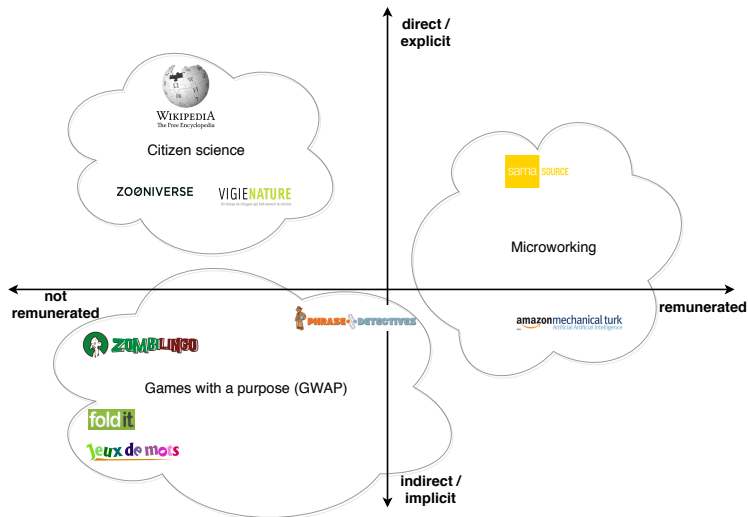 direct /
explicit
WIKIPEDIA
The Free Encyclopedia
Citizen science
ZOONIVERSE
VIGIENATURE
sama SOURCE
Microworking
not
remunerated
remunerated
PHRASE DETECTIVES
amazonmechanical turk
Artificial Artificial Intelligence
ZOMBILINGO
Games with a purpose (GWAP)
foldit
Jeux de mots
indirect /
implicit